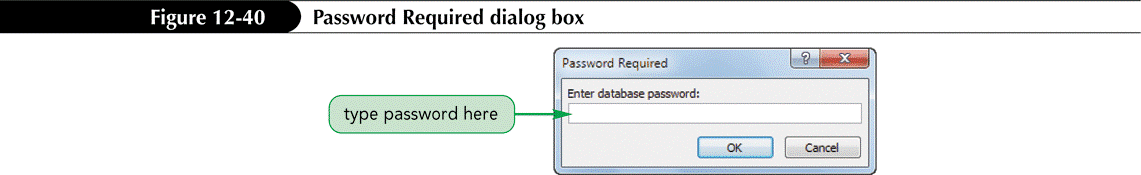 Figure 12-40 Password Required dialog box
Password Required
Enter database password:
type password here
OK Cancel